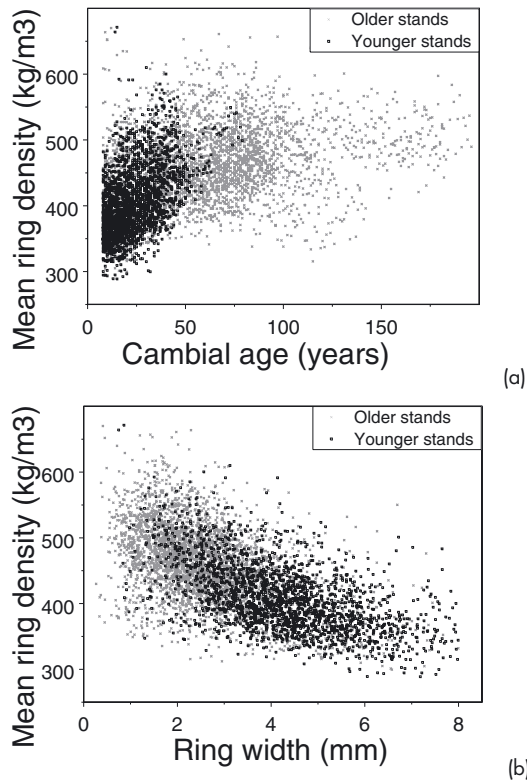 Older stands
Younger stands
Mean ring density (kg/m3)
600
500
400
300
0 50 100 150
Cambial age (years)
(a)
Older stands
Younger stands
Mean ring density (kg/m3)
600
500
400
300
0 2 4 6 8
Ring width (mm)
(b)